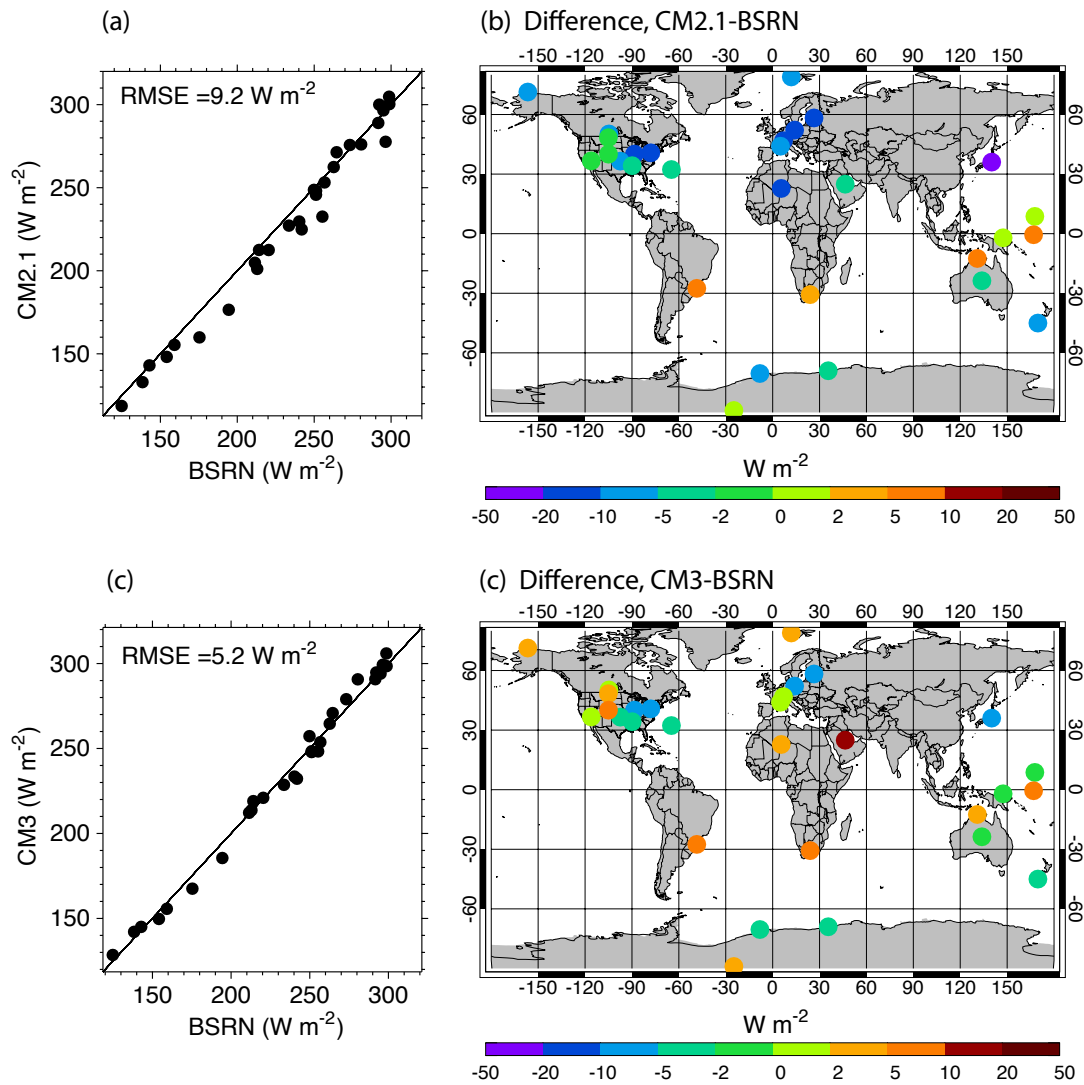 (a)
RMSE =9.2 W m-2
300
250
200
150
CM2.1 (W m-2)
150 200 250 300
BSRN (W m-2)
(b) Difference, CM2.1-BSRN
-150 -120 -90 -60 -30 0 30 60 90 120 150
60 60
30 30
0 0
-30 -30
-60 -60
-150 -120 -90 -60 -30 0 30 60 90 120 150
W m-2
-50 -20 -10 -5 -2 0 2 5 10 20 50
(c)
RMSE =5.2 W m-2
300
250
200
150
CM3 (W m-2)
150 200 250 300
BSRN (W m-2)
(c) Difference, CM3-BSRN
-150 -120 -90 -60 -30 0 30 60 90 120 150
60 60
30 30
0 0
-30 -30
-60 -60
-150 -120 -90 -60 -30 0 30 60 90 120 150
W m-2
-50 -20 -10 -5 -2 0 2 5 10 20 50